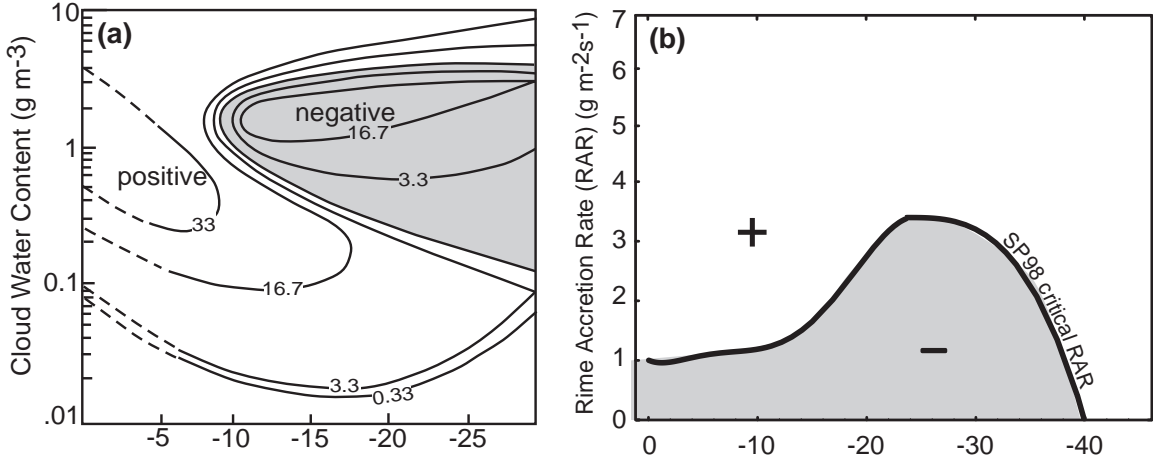 (a)
Cloud Water Content (g m-3)
10
1
0.1
.01
positive
negative
33
16.7
16.7
3.3
3.3
0.33
-5 -10 -15 -20 -25
(b)
Rime Accretion Rate (RAR) (g m-2s-1)
7
6
5
4
3
2
1
0
+
−
SP98 critical RAR
0 -10 -20 -30 -40